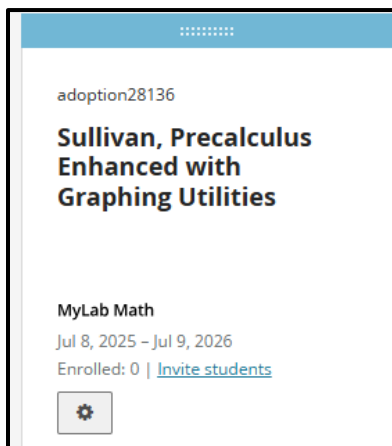 adoption28136
Sullivan, Precalculus
Enhanced with
Graphing Utilities
MyLab Math
Jul 8, 2025 – Jul 9, 2026
Enrolled: 0 | Invite students